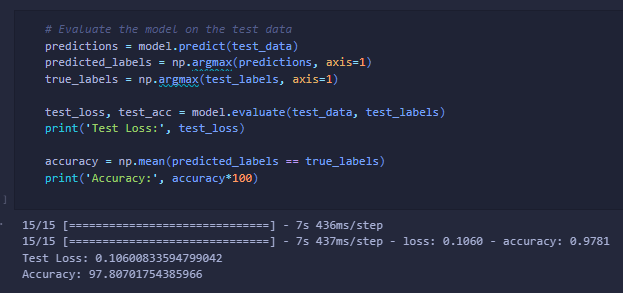 # Evaluate the model on the test data
predictions = model.predict(test_data)
predicted_labels = np.argmax(predictions, axis=1)
true_labels = np.argmax(test_labels, axis=1)
test_loss, test_acc = model.evaluate(test_data, test_labels)
print('Test Loss:', test_loss)
accuracy = np.mean(predicted_labels == true_labels)
print('Accuracy:', accuracy*100)
15/15 [==============================] - 7s 436ms/step
15/15 [==============================] - 7s 437ms/step - loss: 0.1060 - accuracy: 0.9781
Test Loss: 0.10600833594799042
Accuracy: 97.80701754385966